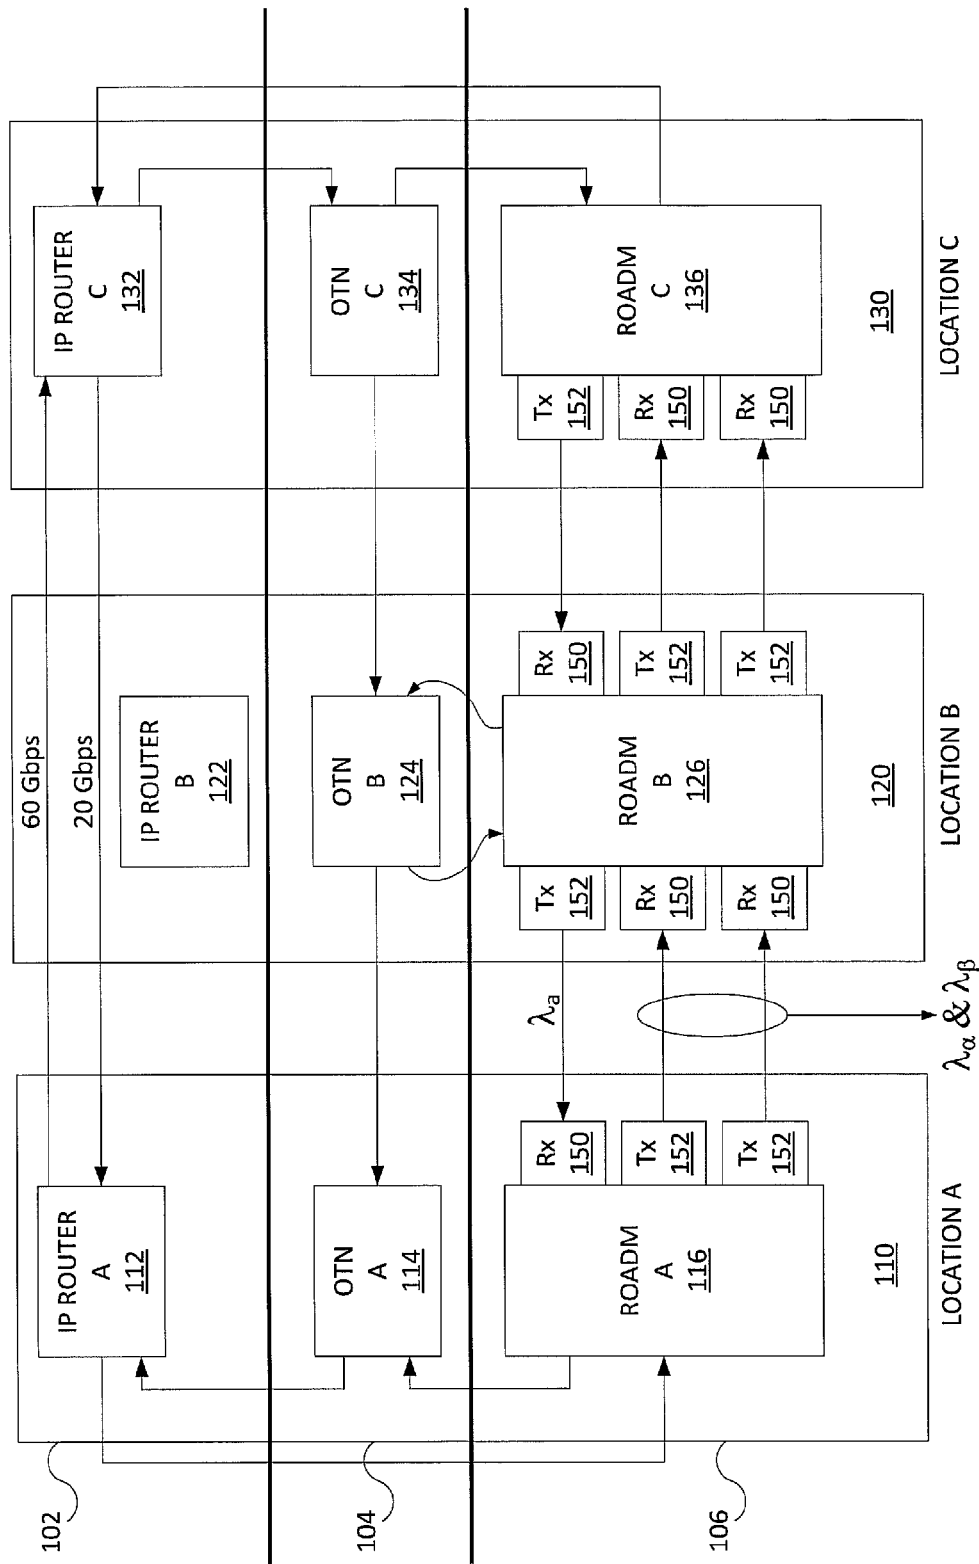 102
104
106
60 Gbps
20 Gbps
IP ROUTER
A
112
IP ROUTER
B
122
IP ROUTER
C
132
OTN
A
114
OTN
B
124
OTN
C
134
ROADM
A
116
Rx
150
Tx
152
Tx
152
λa
λα & λβ
Tx
152
Rx
150
Rx
150
ROADM
B
126
Rx
150
Tx
152
Tx
152
Tx
152
Rx
150
Rx
150
ROADM
C
136
110
120
130
LOCATION A
LOCATION B
LOCATION C